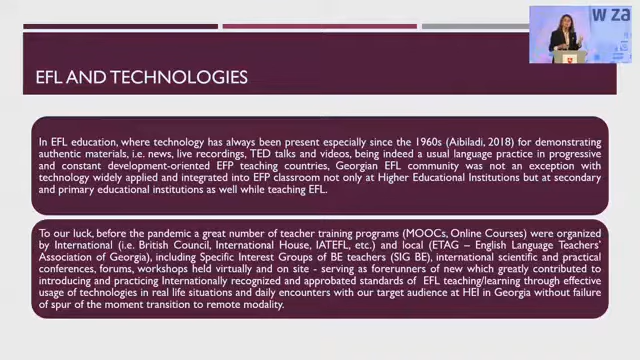 w za
EFL AND TECHNOLOGIES
In EFL education, where technology has always been present especially since the 1960s (Aibiladi, 2018) for demonstrating
authentic materials, i.e. news, live recordings, TED talks and videos, being indeed a usual language practice in progressive
and constant development-oriented EFP teaching countries, Georgian EFL community was not an exception with
technology widely applied and integrated into EFP classroom not only at Higher Educational Institutions but at secondary
and primary educational institutions as well while teaching EFL.
To our luck, before the pandemic a great number of teacher training programs (MOOCs, Online Courses) were organized
by International (i.e. British Council, International House, IATEFL, etc.) and local (ETAG – English Language Teachers'
Association of Georgia), including Specific Interest Groups of BE teachers (SIG BE), international scientific and practical
conferences, forums, workshops held virtually and on site - serving as forerunners of new which greatly contributed to
introducing and practicing Internationally recognized and approbated standards of EFL teaching/learning through effective
usage of technologies in real life situations and daily encounters with our target audience at HEI in Georgia without failure
of spur of the moment transition to remote modality.